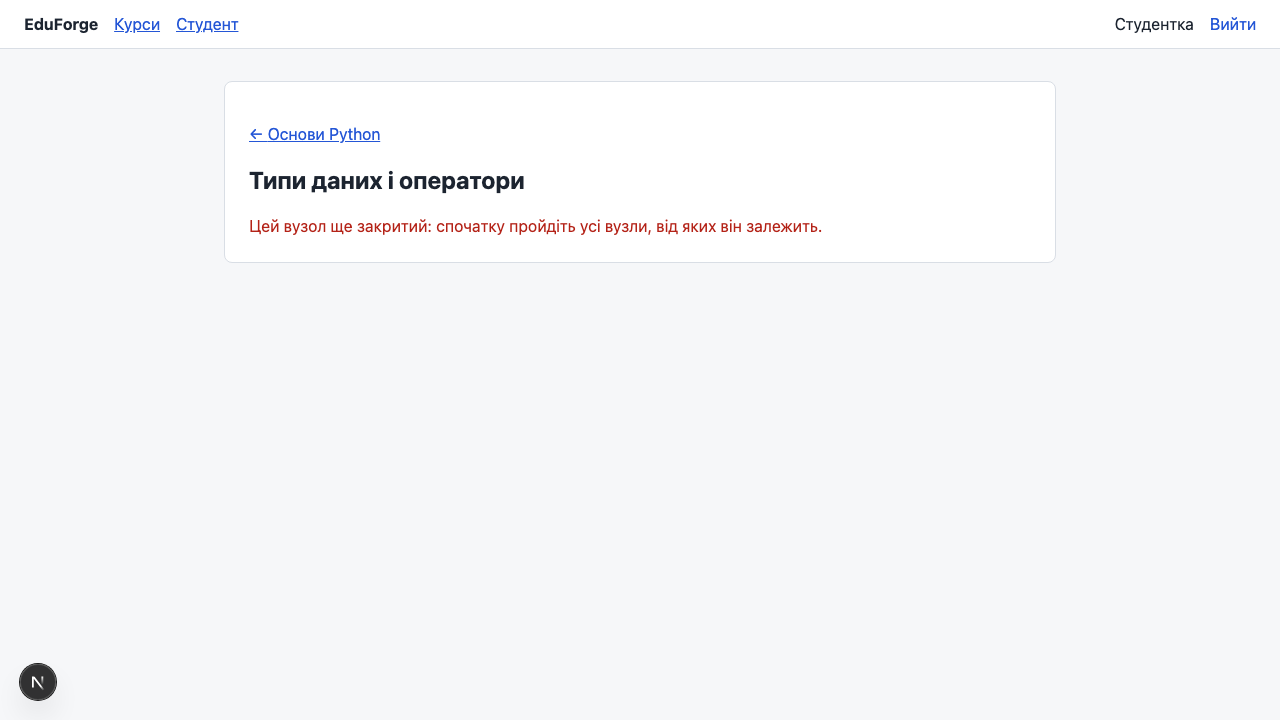 EduForge Курси Студент Студентка Вийти
← Основи Python
Типи даних і оператори
Цей вузол ще закритий: спочатку пройдіть усі вузли, від яких він залежить.
N